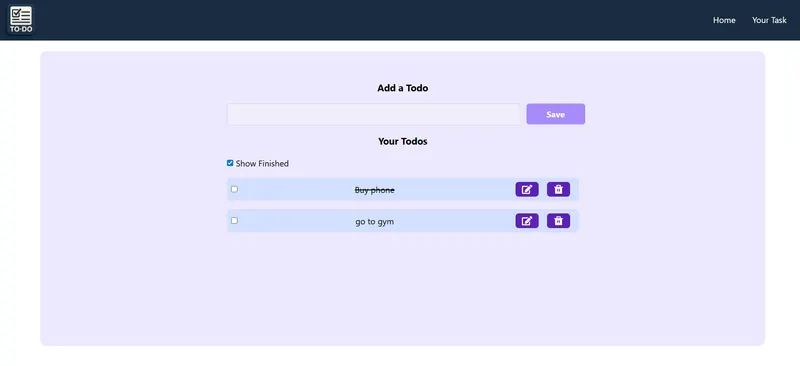 TO-DO
Home
Your Task
Add a Todo
Save
Your Todos
Show Finished
Buy phone
go to gym